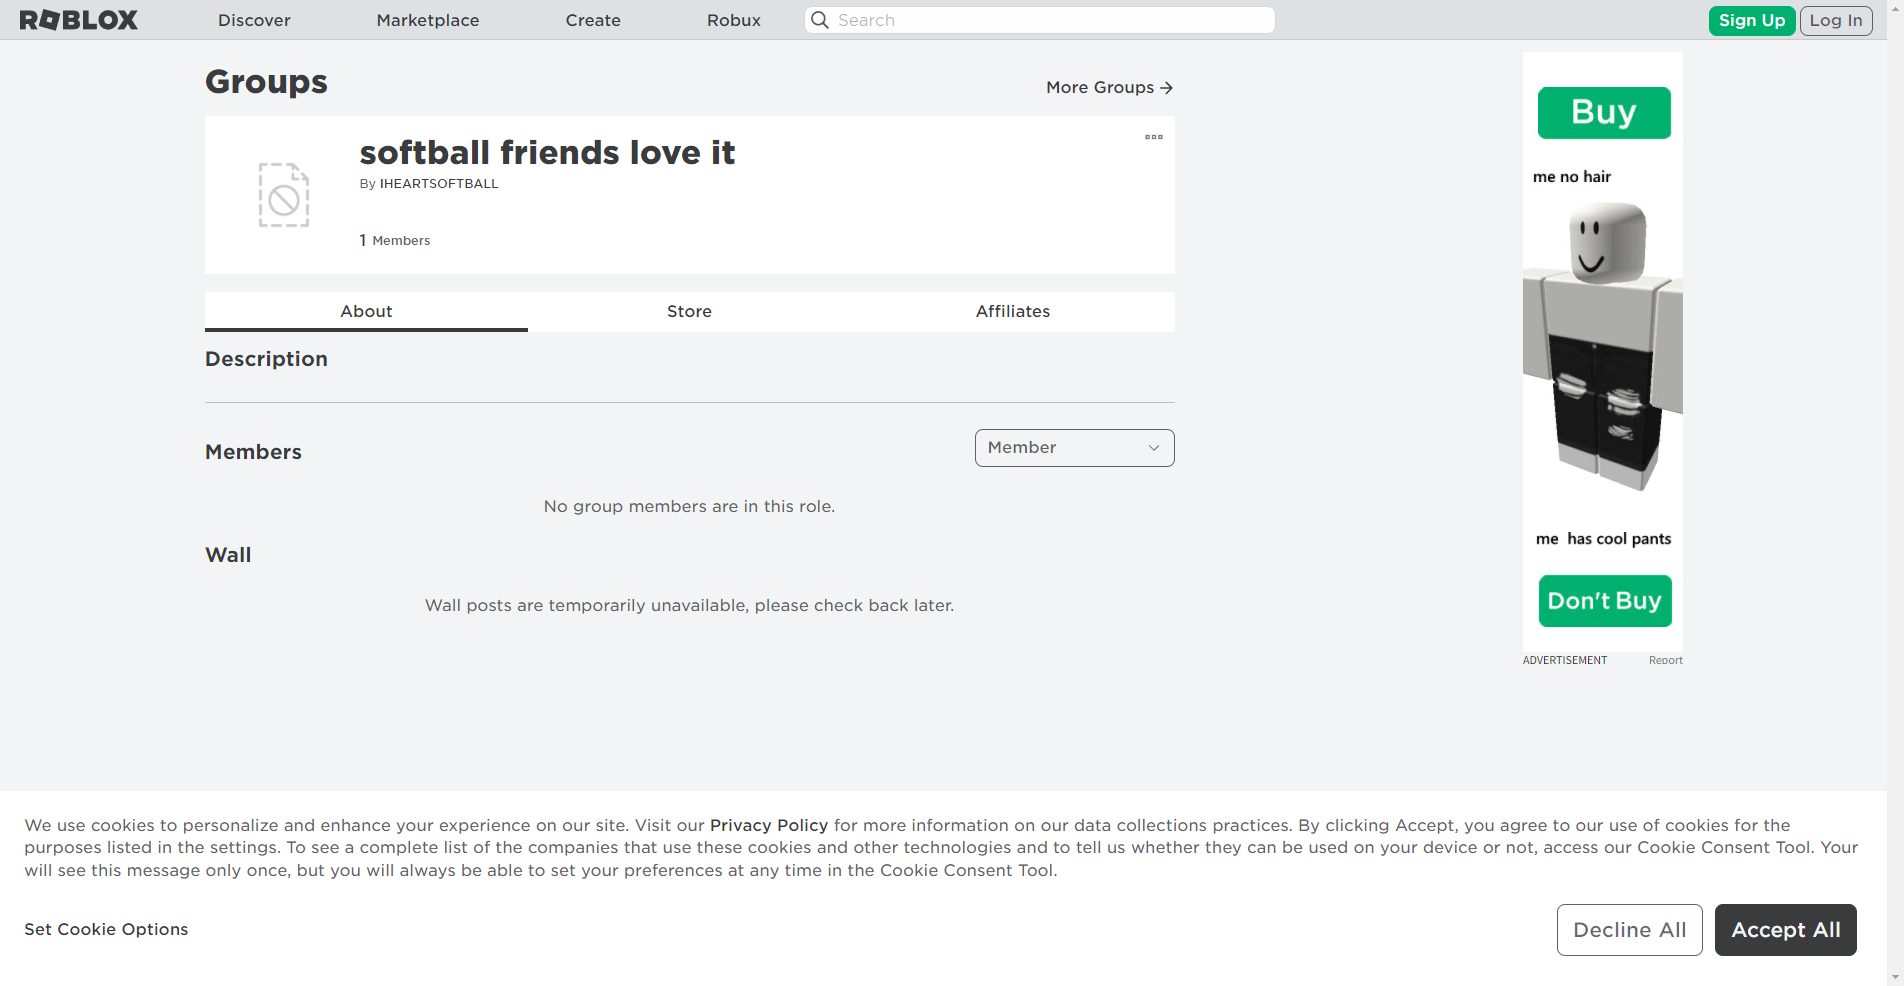 ROBLOX
Discover
Marketplace
Create
Robux
Search
Sign Up
Log In
Groups
More Groups
softball friends love it
By IHEARTSOFTBALL
1 Members
About
Store
Affiliates
Description
Members
Member
No group members are in this role.
Wall
Wall posts are temporarily unavailable, please check back later.
Buy
me no hair
me has cool pants
Don't Buy
ADVERTISEMENT
Report
We use cookies to personalize and enhance your experience on our site. Visit our Privacy Policy for more information on our data collections practices. By clicking Accept, you agree to our use of cookies for the
purposes listed in the settings. To see a complete list of the companies that use these cookies and other technologies and to tell us whether they can be used on your device or not, access our Cookie Consent Tool. Your
will see this message only once, but you will always be able to set your preferences at any time in the Cookie Consent Tool.
Set Cookie Options
Decline All
Accept All